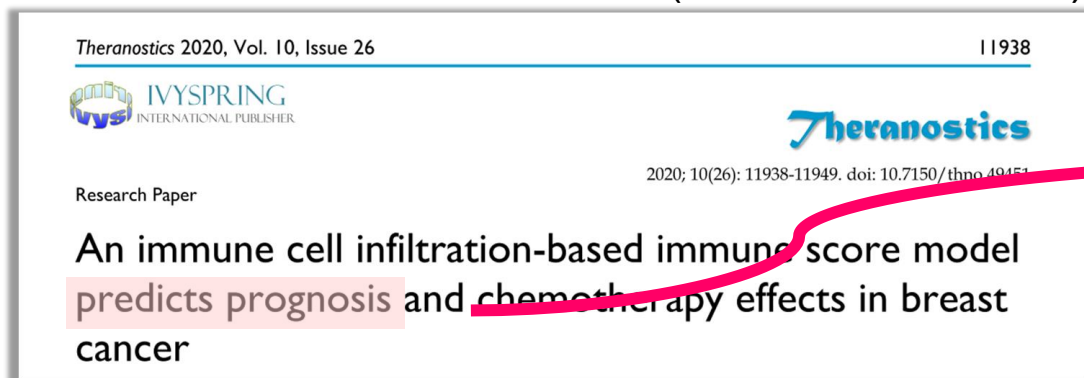 Theranostics 2020, Vol. 10, Issue 26 11938
IVYSPRING
INTERNATIONAL PUBLISHER
ivys
Theranostics
2020; 10(26): 11938-11949. doi: 10.7150/thno.49451
Research Paper
An immune cell infiltration-based immune score model
predicts prognosis and chemotherapy effects in breast
cancer